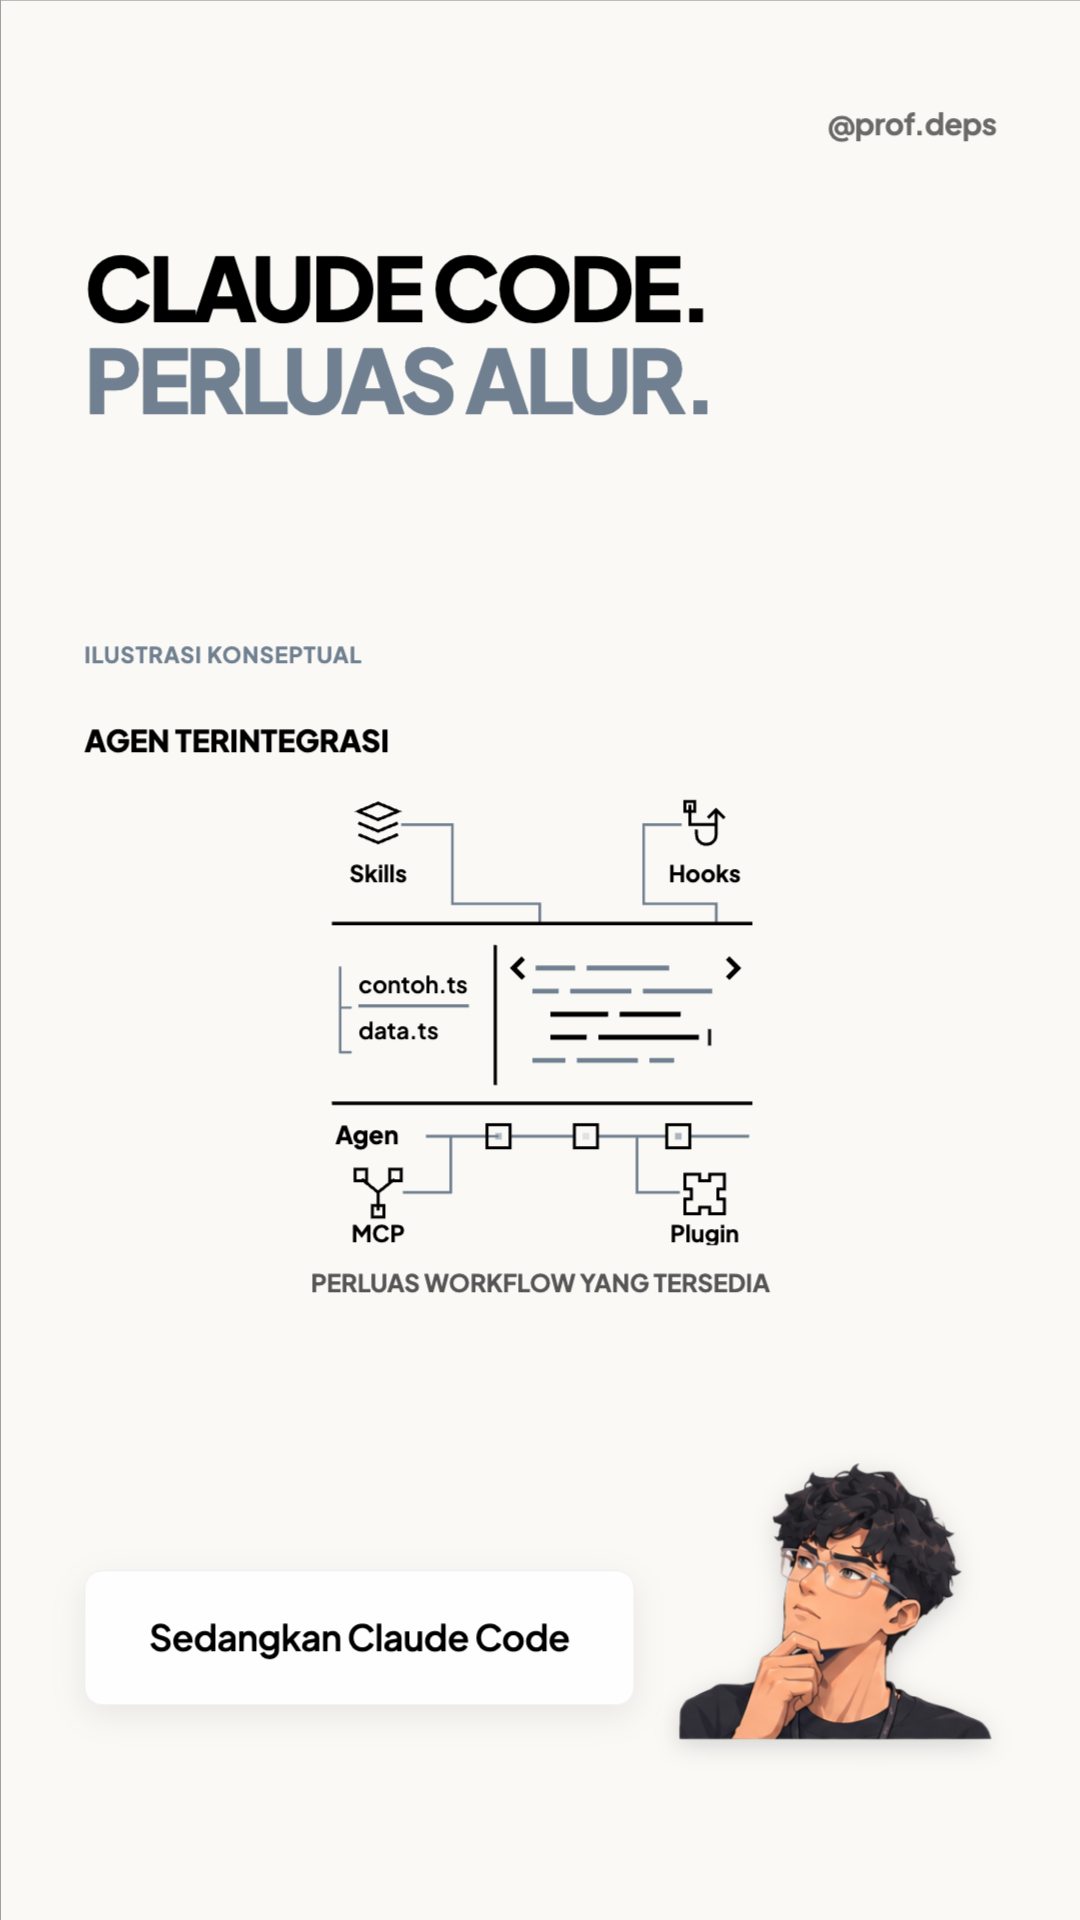 @prof.deps
CLAUDE CODE.
PERLUAS ALUR.
ILUSTRASI KONSEPTUAL
AGEN TERINTEGRASI
Skills
Hooks
contoh.ts
data.ts
Agen
MCP
Plugin
PERLUAS WORKFLOW YANG TERSEDIA
Sedangkan Claude Code